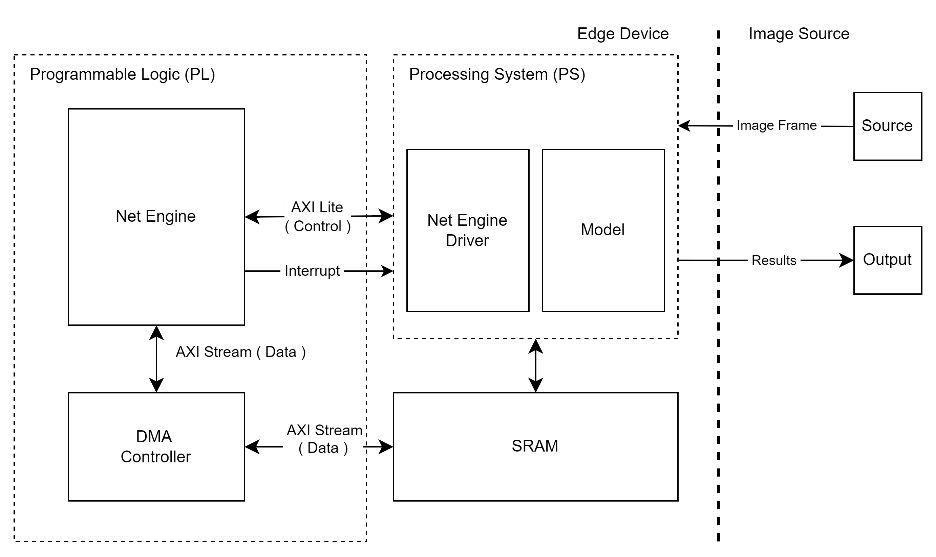 Edge Device
Image Source
Programmable Logic (PL)
Processing System (PS)
Image Frame
Source
Net Engine
AXI Lite
( Control )
Net Engine
Driver
Model
Interrupt
Results
Output
AXI Stream ( Data )
DMA
Controller
AXI Stream
( Data )
SRAM